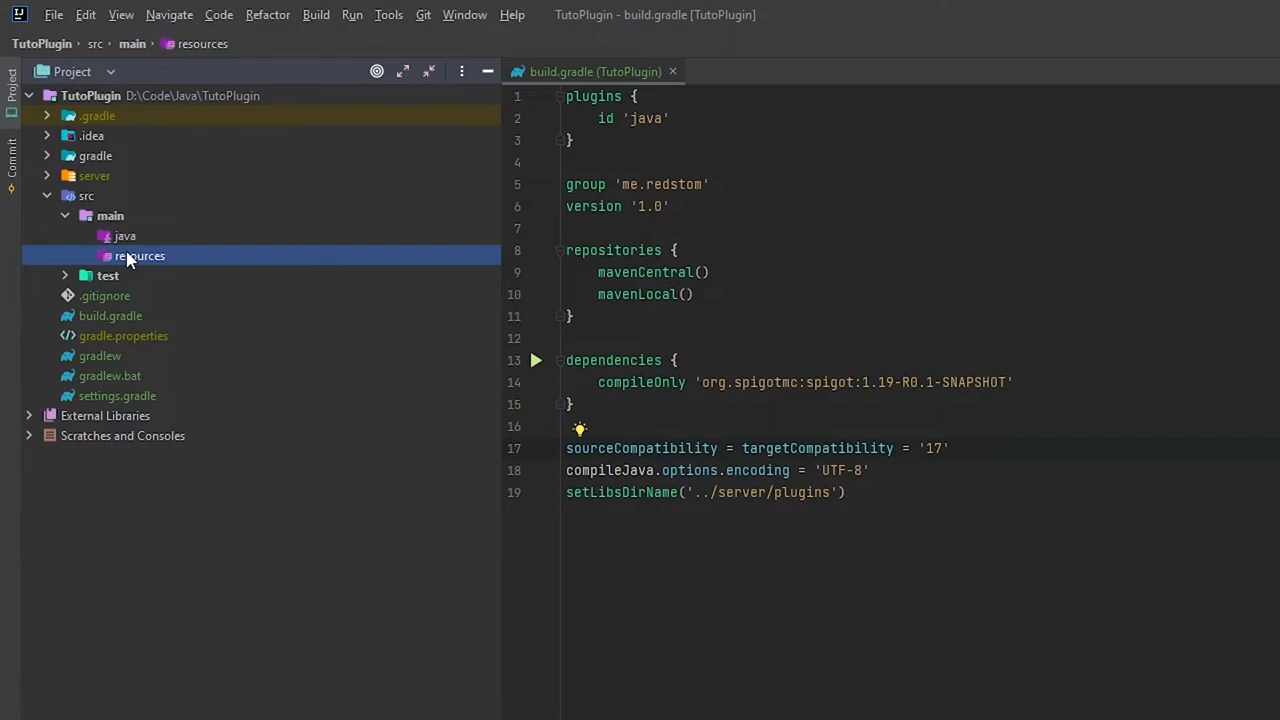 File Edit View Navigate Code Refactor Build Run Tools Git Window Help TutoPlugin - build.gradle [TutoPlugin]
TutoPlugin src main resources
Project
Commit
Project
TutoPlugin D:\Code\Java\TutoPlugin
.gradle
.idea
gradle
server
src
main
java
resources
test
.gitignore
build.gradle
gradle.properties
gradlew
gradlew.bat
settings.gradle
External Libraries
Scratches and Consoles
build.gradle (TutoPlugin)
1 plugins {
2 id 'java'
3 }
4
5 group 'me.redstom'
6 version '1.0'
7
8 repositories {
9 mavenCentral()
10 mavenLocal()
11 }
12
13 dependencies {
14 compileOnly 'org.spigotmc:spigot:1.19-R0.1-SNAPSHOT'
15 }
16
17 sourceCompatibility = targetCompatibility = '17'
18 compileJava.options.encoding = 'UTF-8'
19 setLibsDirName('../server/plugins')